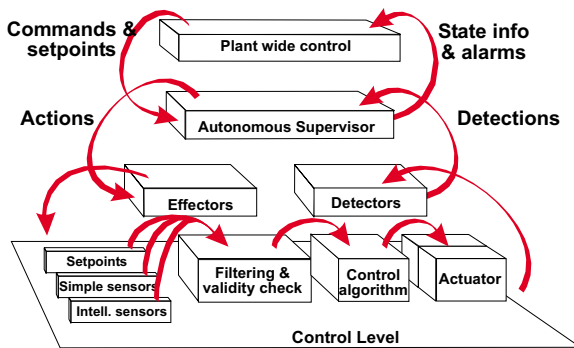 Commands &
setpoints
Plant wide control
State info
& alarms
Actions
Autonomous Supervisor
Detections
Effectors
Detectors
Setpoints
Simple sensors
Intell. sensors
Filtering &
validity check
Control
algorithm
Actuator
Control Level